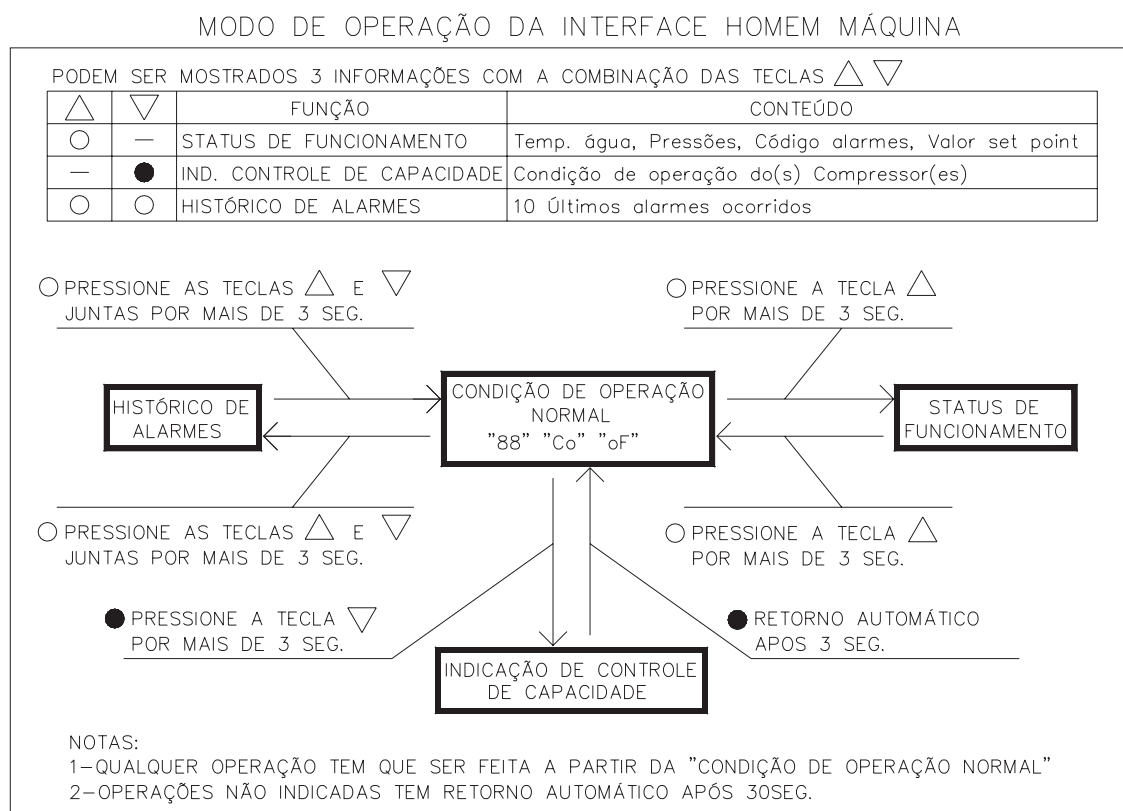 MODO DE OPERAÇÃO DA INTERFACE HOMEM MÁQUINA
PODEM SER MOSTRADOS 3 INFORMAÇÕES COM A COMBINAÇÃO DAS TECLAS △ ▽
△ ▽ FUNÇÃO CONTEÚDO
○ — STATUS DE FUNCIONAMENTO Temp. água, Pressões, Código alarmes, Valor set point
— ● IND. CONTROLE DE CAPACIDADE Condição de operação do(s) Compressor(es)
○ ○ HISTÓRICO DE ALARMES 10 Últimos alarmes ocorridos
○ PRESSIONE AS TECLAS △ E ▽
JUNTAS POR MAIS DE 3 SEG.
○ PRESSIONE A TECLA △
POR MAIS DE 3 SEG.
HISTÓRICO DE
ALARMES
CONDIÇÃO DE OPERAÇÃO
NORMAL
"88" "Co" "oF"
STATUS DE
FUNCIONAMENTO
○ PRESSIONE AS TECLAS △ E ▽
JUNTAS POR MAIS DE 3 SEG.
○ PRESSIONE A TECLA △
POR MAIS DE 3 SEG.
● PRESSIONE A TECLA ▽
POR MAIS DE 3 SEG.
● RETORNO AUTOMÁTICO
APOS 3 SEG.
INDICAÇÃO DE CONTROLE
DE CAPACIDADE
NOTAS:
1-QUALQUER OPERAÇÃO TEM QUE SER FEITA A PARTIR DA "CONDIÇÃO DE OPERAÇÃO NORMAL"
2-OPERAÇÕES NÃO INDICADAS TEM RETORNO AUTOMÁTICO APÓS 30SEG.